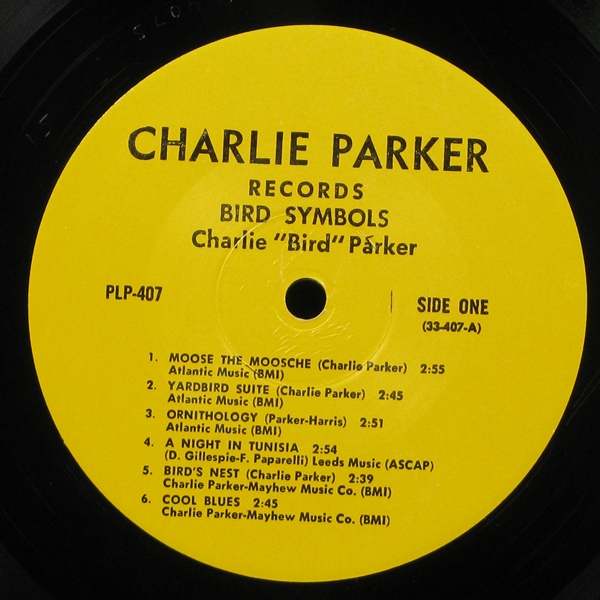 CHARLIE PARKER
RECORDS
BIRD SYMBOLS
Charlie "Bird" Parker
PLP-407
SIDE ONE
(33-407-A)
1. MOOSE THE MOOSCHE (Charlie Parker) 2:55
Atlantic Music (BMI)
2. YARDBIRD SUITE (Charlie Parker) 2:45
Atlantic Music (BMI)
3. ORNITHOLOGY (Parker-Harris) 2:51
Atlantic Music (BMI)
4. A NIGHT IN TUNISIA 2:54
(D. Gillespie-F. Paparelli) Leeds Music (ASCAP)
5. BIRD'S NEST (Charlie Parker) 2:39
Charlie Parker-Mayhew Music Co. (BMI)
6. COOL BLUES 2:45
Charlie Parker-Mayhew Music Co. (BMI)